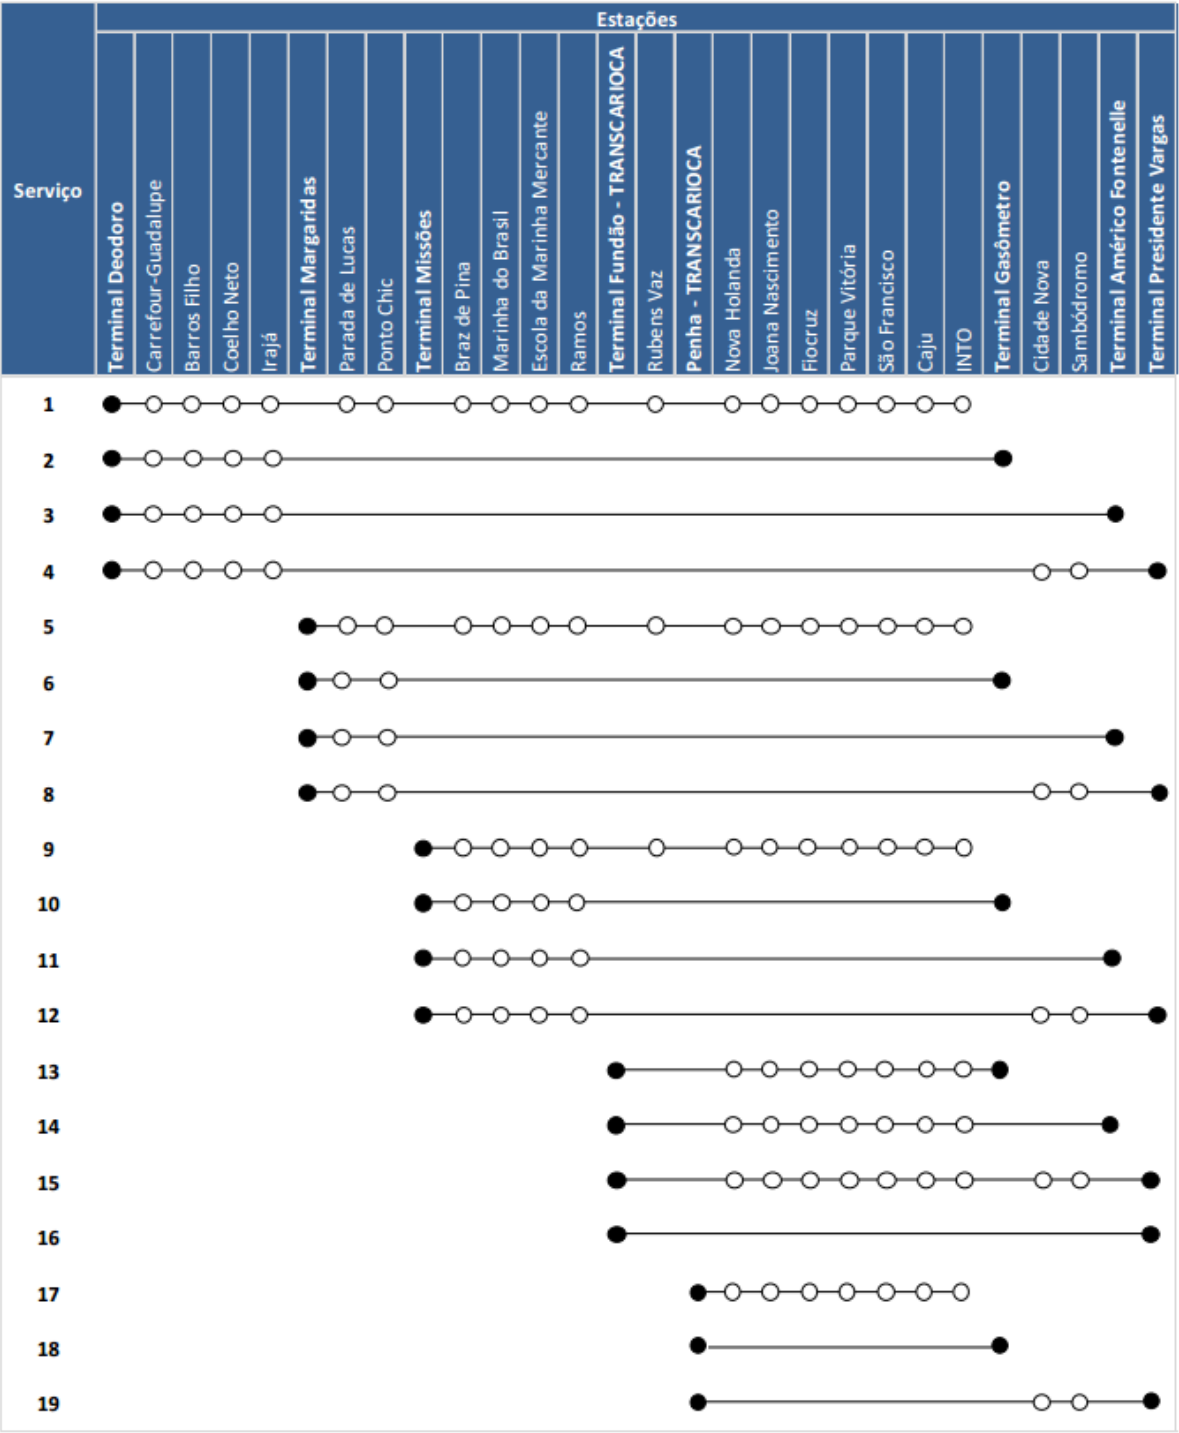 Estações
Serviço
Terminal Deodoro
Carrefour-Guadalupe
Barros Filho
Coelho Neto
Irajá
Terminal Margaridas
Parada de Lucas
Ponto Chic
Terminal Missões
Braz de Pina
Marinha do Brasil
Escola da Marinha Mercante
Ramos
Terminal Fundão - TRANSCARIOCA
Rubens Vaz
Penha - TRANSCARIOCA
Nova Holanda
Joana Nascimento
Fiocruz
Parque Vitória
São Francisco
Caju
INTO
Terminal Gasômetro
Cidade Nova
Sambódromo
Terminal Américo Fontenelle
Terminal Presidente Vargas
1
2
3
4
5
6
7
8
9
10
11
12
13
14
15
16
17
18
19